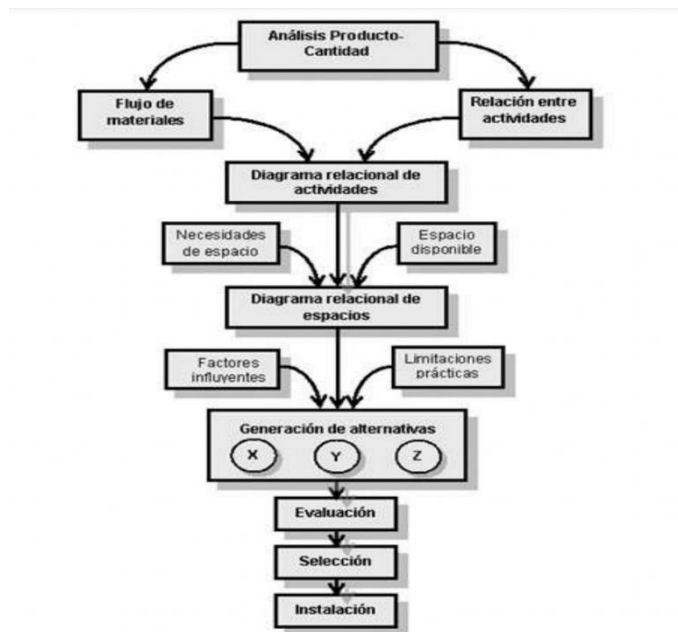 Análisis Producto-
Cantidad
Flujo de
materiales
Relación entre
actividades
Diagrama relacional de
actividades
Necesidades
de espacio
Espacio
disponible
Diagrama relacional de
espacios
Factores
influyentes
Limitaciones
prácticas
Generación de alternativas
X
Y
Z
Evaluación
Selección
Instalación